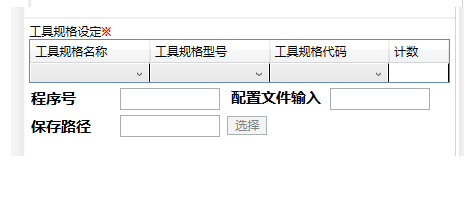 工具规格设定※
工具规格名称 工具规格型号 工具规格代码 计数
程序号 配置文件输入
保存路径 选择